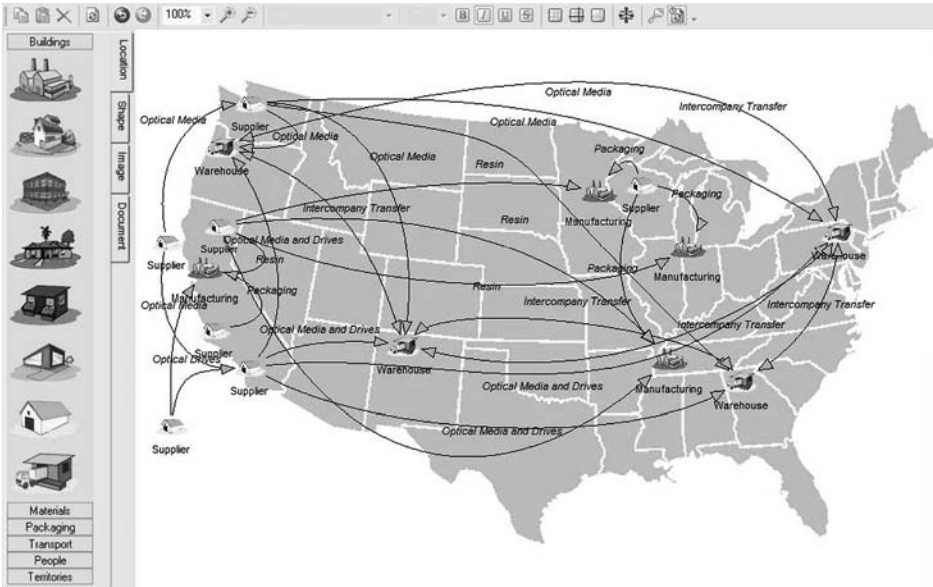 100%
B I U S
Buildings
Location
Shape
Image
Document
Materials
Packaging
Transport
People
Territories
Optical Media
Intercompany Transfer
Optical Media
Supplier
Optical Media
Optical Media
Warehouse
Optical Media
Resin
Packaging
Packaging
Supplier
Manufacturing
Intercompany Transfer
Resin
Supplier
Optical Media and Drives
Warehouse
Supplier
Resin
Packaging
Manufacturing
Manufacturing
Packaging
Resin
Optical Media
Intercompany Transfer
Intercompany Transfer
Optical Media and Drives
Intercompany Transfer
Supplier
Optical Drives
Warehouse
Supplier
Optical Media and Drives
Manufacturing
Warehouse
Optical Media and Drives
Supplier